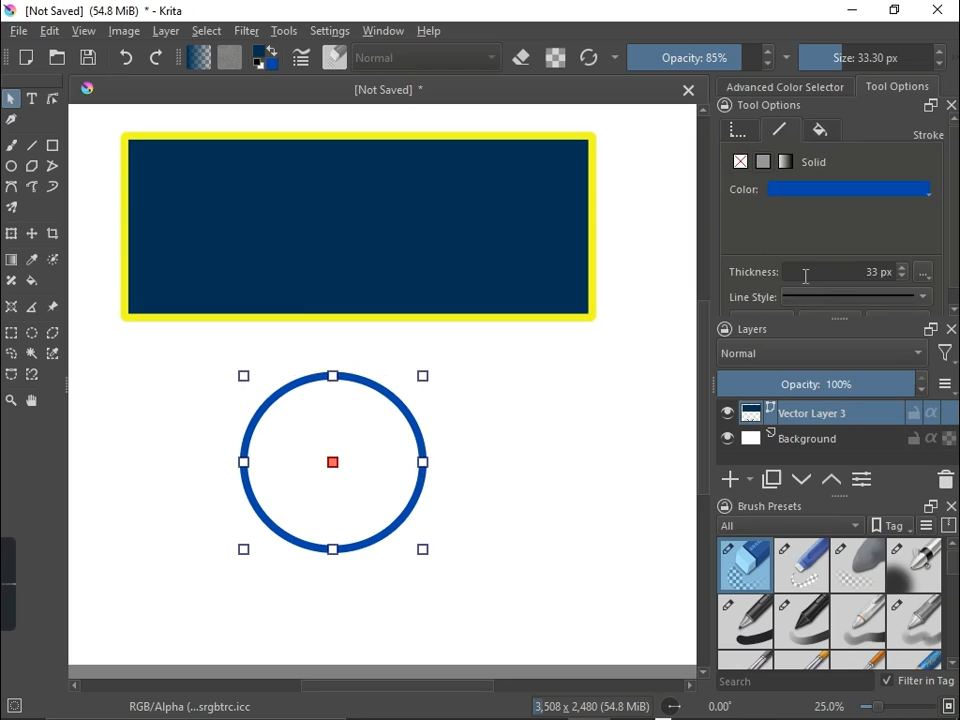 [Not Saved] (54.8 MiB) * - Krita
File Edit View Image Layer Select Filter Tools Settings Window Help
Normal Opacity: 85% Size: 33.30 px
[Not Saved] *
Advanced Color Selector Tool Options
Tool Options
Stroke
Solid
Color:
Thickness: 33 px ...
Line Style:
Layers
Normal
Opacity: 100%
Vector Layer 3
Background
Brush Presets
All Tag
Search Filter in Tag
RGB/Alpha (...srgbtrc.icc 3,508 x 2,480 (54.8 MiB) 0.00° 25.0%